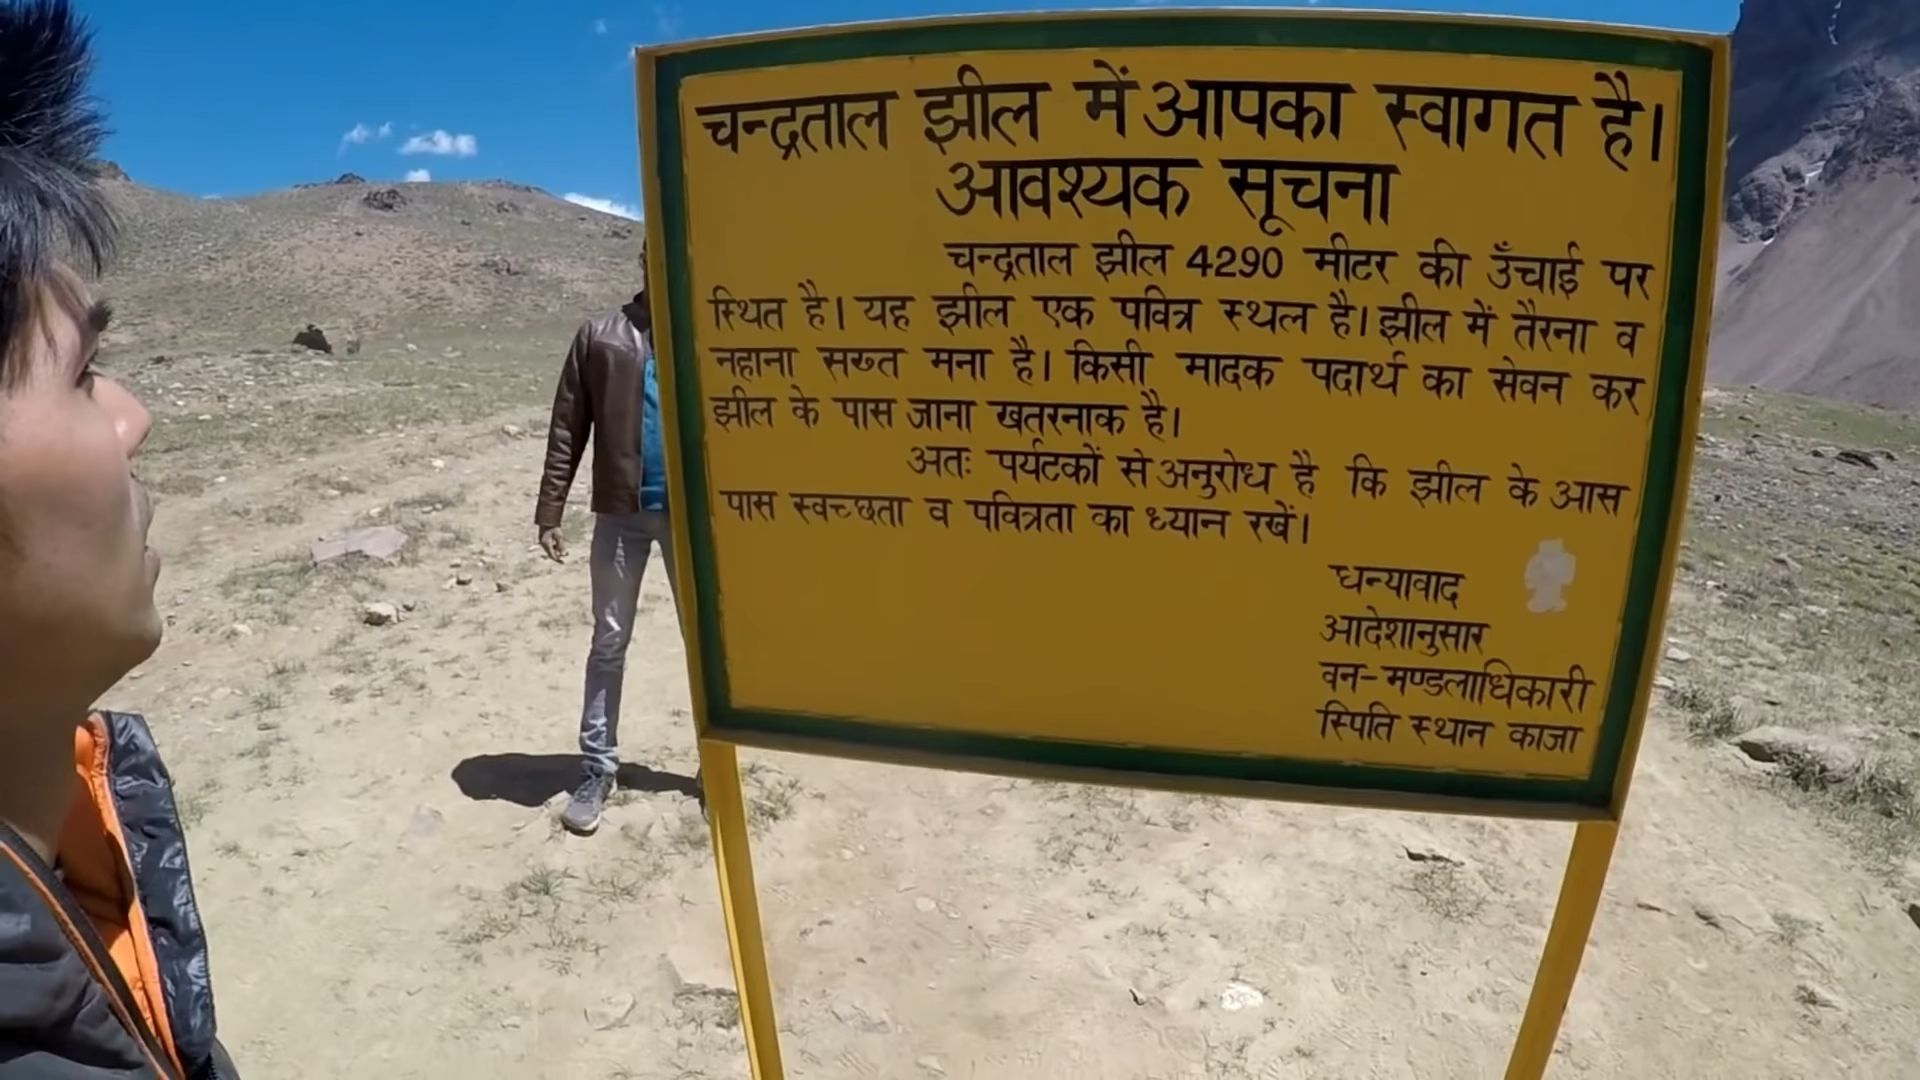 चन्द्रताल झील में आपका स्वागत है।
आवश्यक सूचना
चन्द्रताल झील 4290 मीटर की उँचाई पर
स्थित है। यह झील एक पवित्र स्थल है। झील में तैरना व
नहाना सख्त मना है। किसी मादक पदार्थ का सेवन कर
झील के पास जाना खतरनाक है।
अतः पर्यटकों से अनुरोध है कि झील के आस
पास स्वच्छता व पवित्रता का ध्यान रखें।
धन्यावाद
आदेशानुसार
वन-मण्डलाधिकारी
स्पिति स्थान काजा